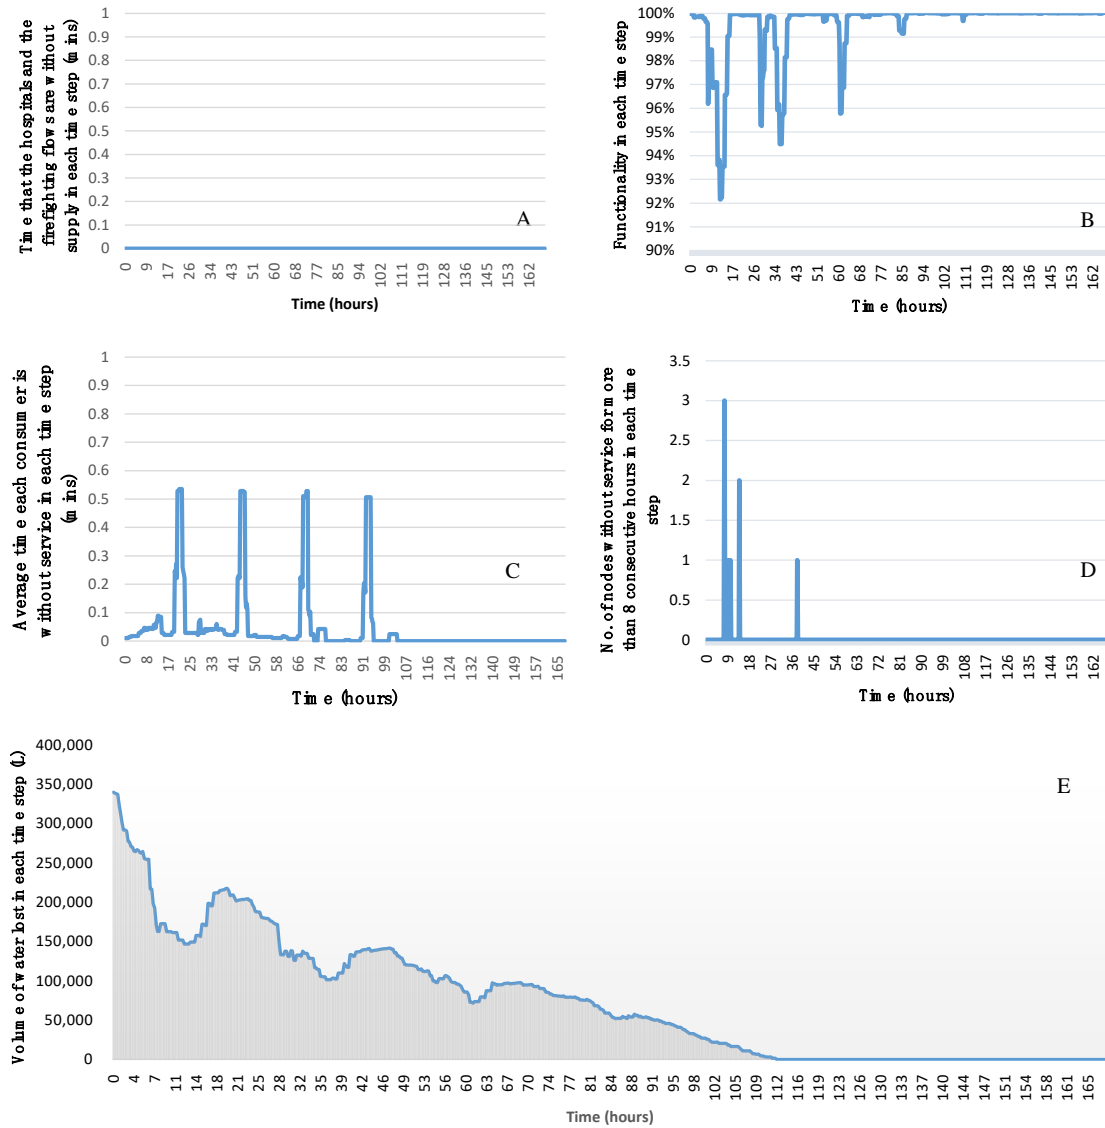 Time that the hospitals and the
firefighting flows are without
supply in each time step (mins)
1
0.9
0.8
0.7
0.6
0.5
0.4
0.3
0.2
0.1
0
A
0 9 17 26 34 43 51 60 68 77 85 94 102 111 119 128 136 145 153 162
Time (hours)
Functionality in each time step
100%
99%
98%
97%
96%
95%
94%
93%
92%
91%
90%
B
0 9 17 26 34 43 51 60 68 77 85 94 102 111 119 128 136 145 153 162
Time (hours)
Average time each consumer is
without service in each time step
(mins)
1
0.9
0.8
0.7
0.6
0.5
0.4
0.3
0.2
0.1
0
C
0 8 17 25 33 41 50 58 66 74 83 91 99 107 116 124 132 140 149 157 165
Time (hours)
No. of nodes without service for more
than 8 consecutive hours in each time
step
3.5
3
2.5
2
1.5
1
0.5
0
D
0 9 18 27 36 45 54 63 72 81 90 99 108 117 126 135 144 153 162
Time (hours)
Volume of water lost in each time step (L)
400,000
350,000
300,000
250,000
200,000
150,000
100,000
50,000
0
E
0 4 7 11 14 18 21 25 28 32 35 39 42 46 49 53 56 60 63 67 70 74 77 81 84 88 91 95 98 102 105 109 112 116 119 123 126 130 133 137 140 144 147 151 154 158 161 165
Time (hours)